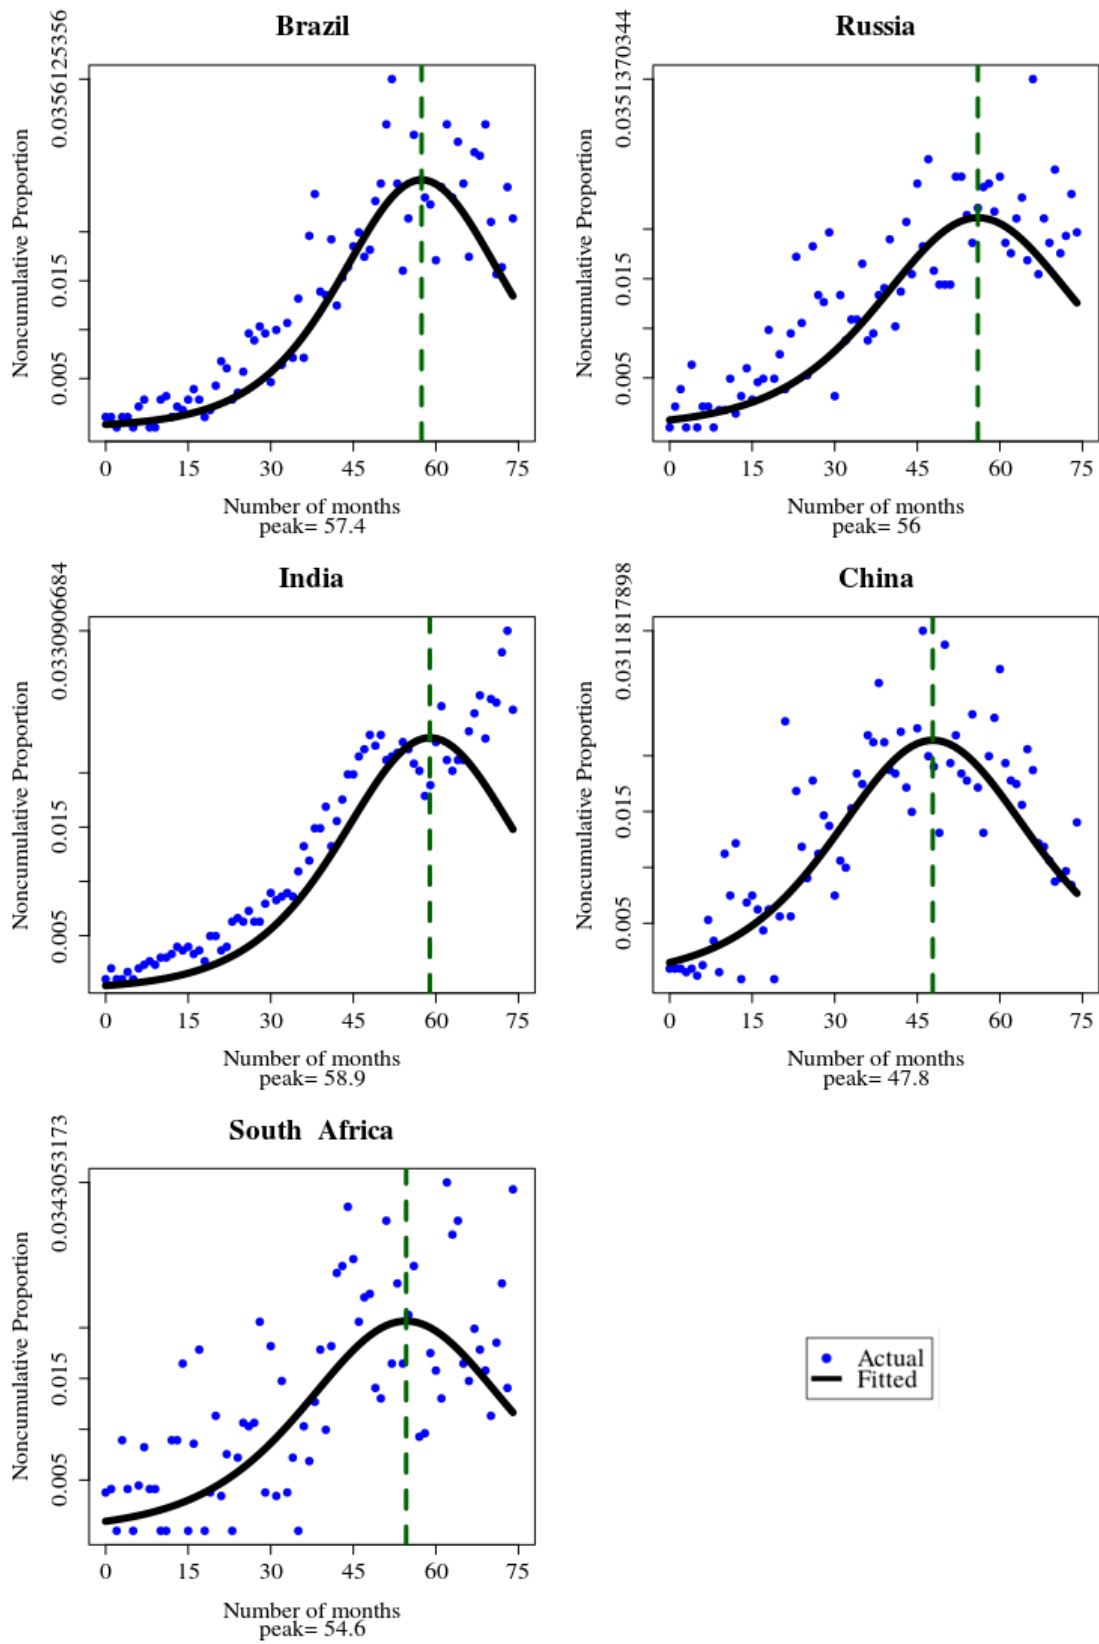 Brazil
Noncumulative Proportion
0.0356125356
0.015
0.005
0 15 30 45 60 75
Number of months
peak= 57.4
Russia
Noncumulative Proportion
0.0351370344
0.015
0.005
0 15 30 45 60 75
Number of months
peak= 56
India
Noncumulative Proportion
0.0330906684
0.015
0.005
0 15 30 45 60 75
Number of months
peak= 58.9
China
Noncumulative Proportion
0.0311817898
0.015
0.005
0 15 30 45 60 75
Number of months
peak= 47.8
South Africa
Noncumulative Proportion
0.0343053173
0.015
0.005
0 15 30 45 60 75
Number of months
peak= 54.6
Actual
Fitted